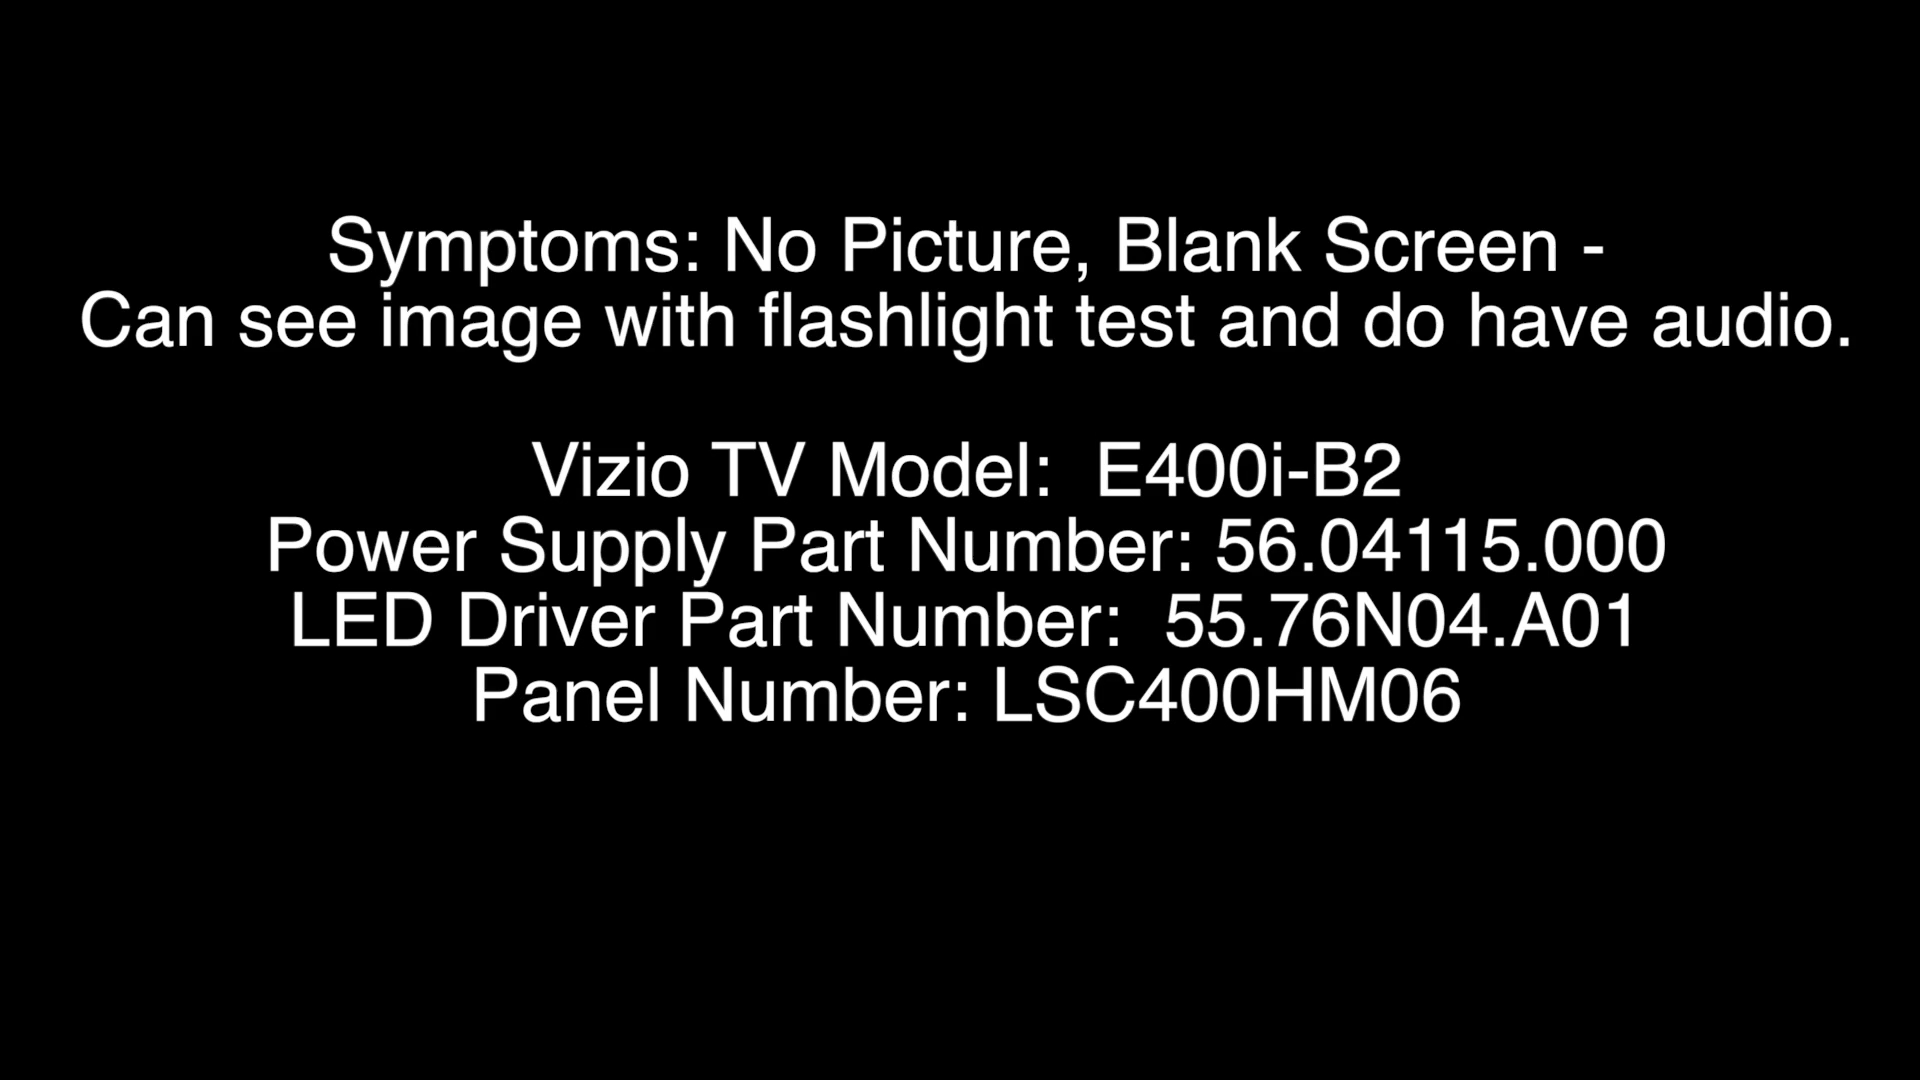 Symptoms: No Picture, Blank Screen -
Can see image with flashlight test and do have audio.
Vizio TV Model:  E400i-B2
Power Supply Part Number: 56.04115.000
LED Driver Part Number:  55.76N04.A01
Panel Number: LSC400HM06